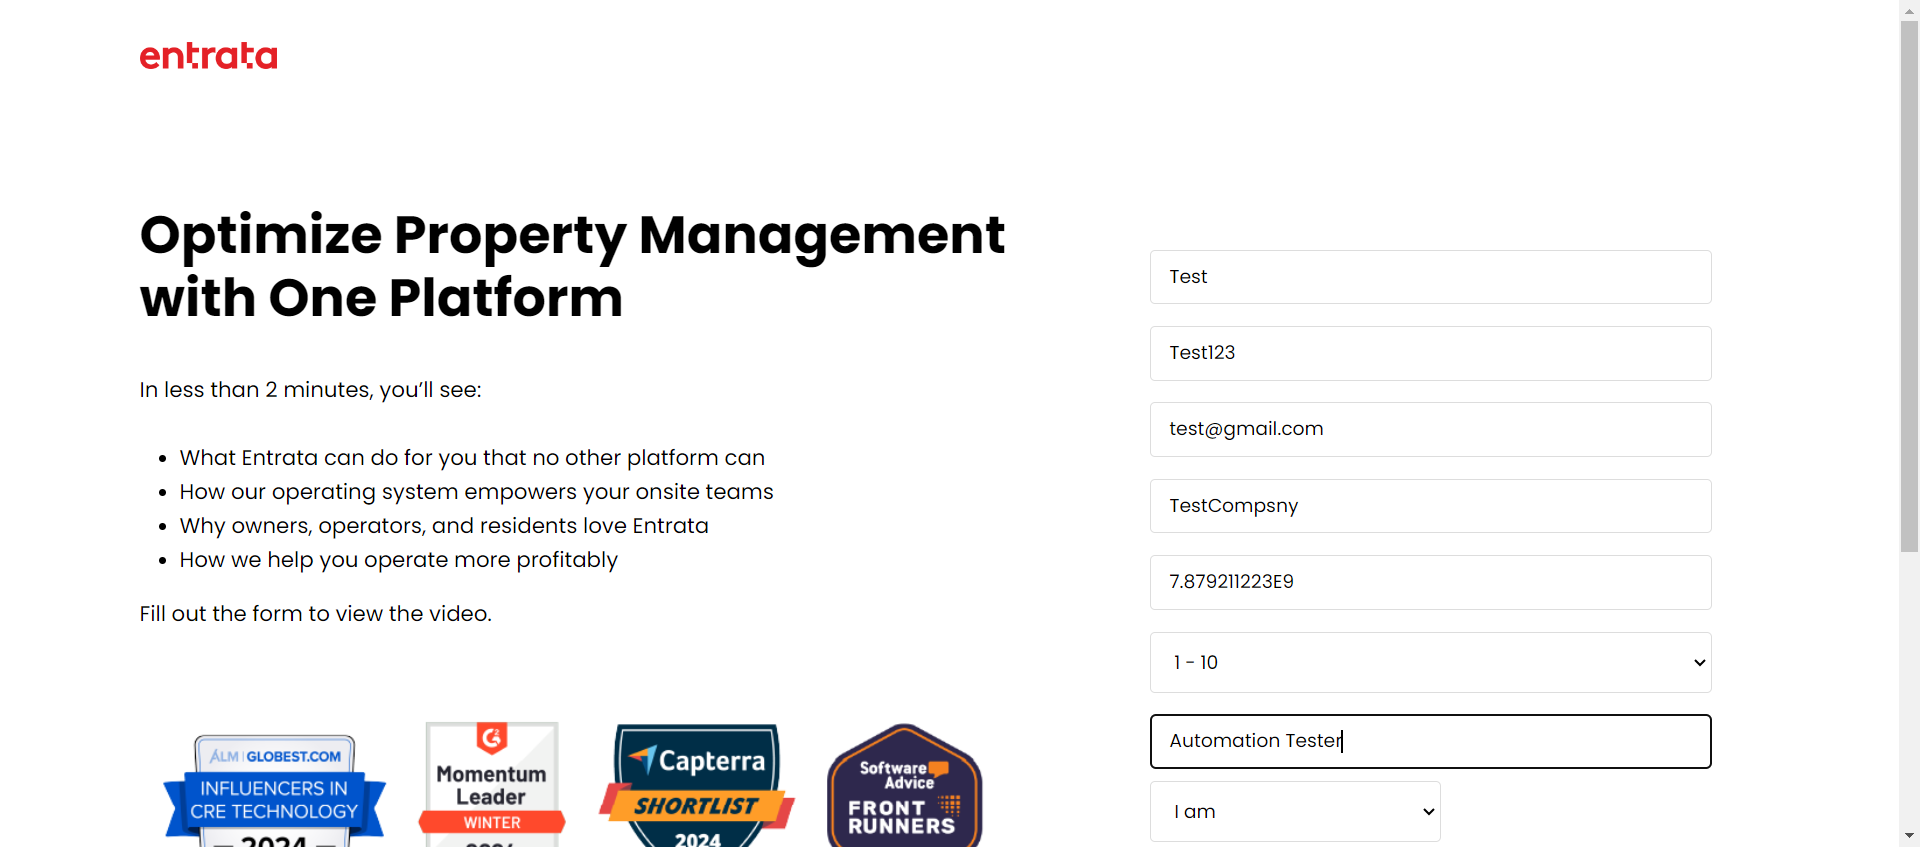 entrata
Optimize Property Management
with One Platform
In less than 2 minutes, you’ll see:
What Entrata can do for you that no other platform can
How our operating system empowers your onsite teams
Why owners, operators, and residents love Entrata
How we help you operate more profitably
Fill out the form to view the video.
ALM | GLOBEST.COM
INFLUENCERS IN
CRE TECHNOLOGY
2024
G2
Momentum
Leader
WINTER
2024
Capterra
SHORTLIST
2024
Software
Advice
FRONT
RUNNERS
Test
Test123
test@gmail.com
TestCompsny
7.879211223E9
1 - 10
Automation Tester
I am